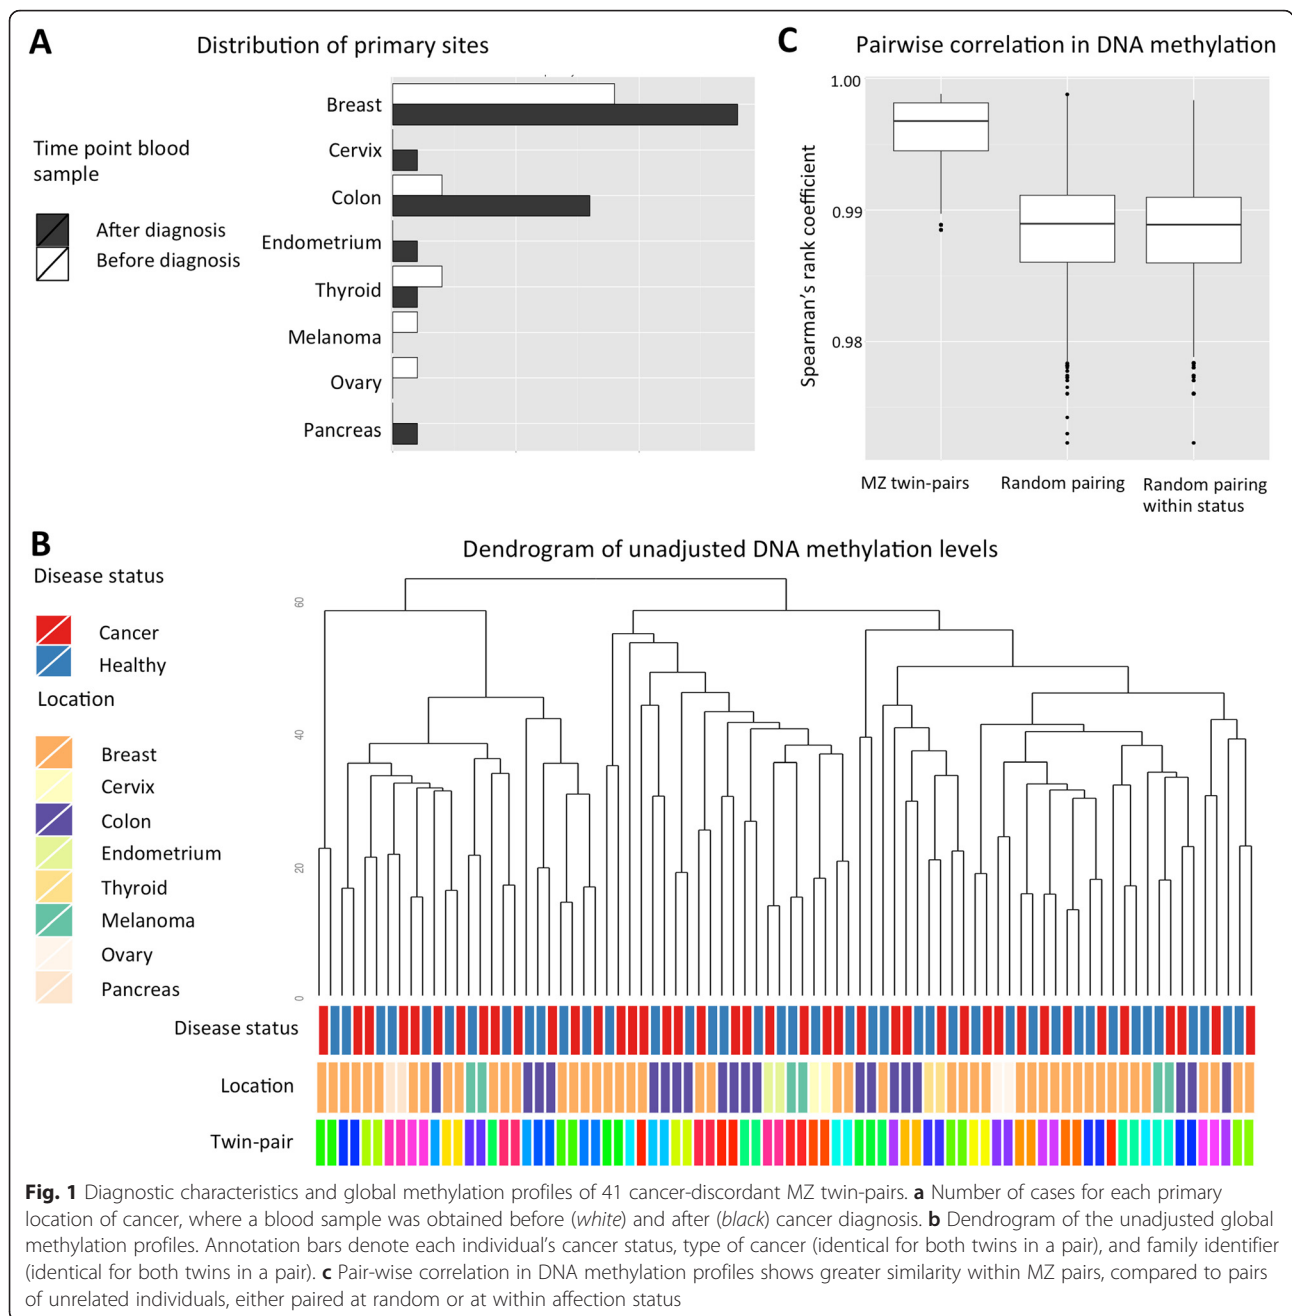 A
Distribution of primary sites
Time point blood
sample
After diagnosis
Before diagnosis
Breast
Cervix
Colon
Endometrium
Thyroid
Melanoma
Ovary
Pancreas
C
Pairwise correlation in DNA methylation
Spearman's rank coefficient
1.00
0.99
0.98
MZ twin-pairs
Random pairing
Random pairing
within status
B
Dendrogram of unadjusted DNA methylation levels
Disease status
Cancer
Healthy
Location
Breast
Cervix
Colon
Endometrium
Thyroid
Melanoma
Ovary
Pancreas
60
40
20
0
Disease status
Location
Twin-pair
Fig. 1 Diagnostic characteristics and global methylation profiles of 41 cancer-discordant MZ twin-pairs. a Number of cases for each primary
location of cancer, where a blood sample was obtained before (white) and after (black) cancer diagnosis. b Dendrogram of the unadjusted global
methylation profiles. Annotation bars denote each individual's cancer status, type of cancer (identical for both twins in a pair), and family identifier
(identical for both twins in a pair). c Pair-wise correlation in DNA methylation profiles shows greater similarity within MZ pairs, compared to pairs
of unrelated individuals, either paired at random or at within affection status